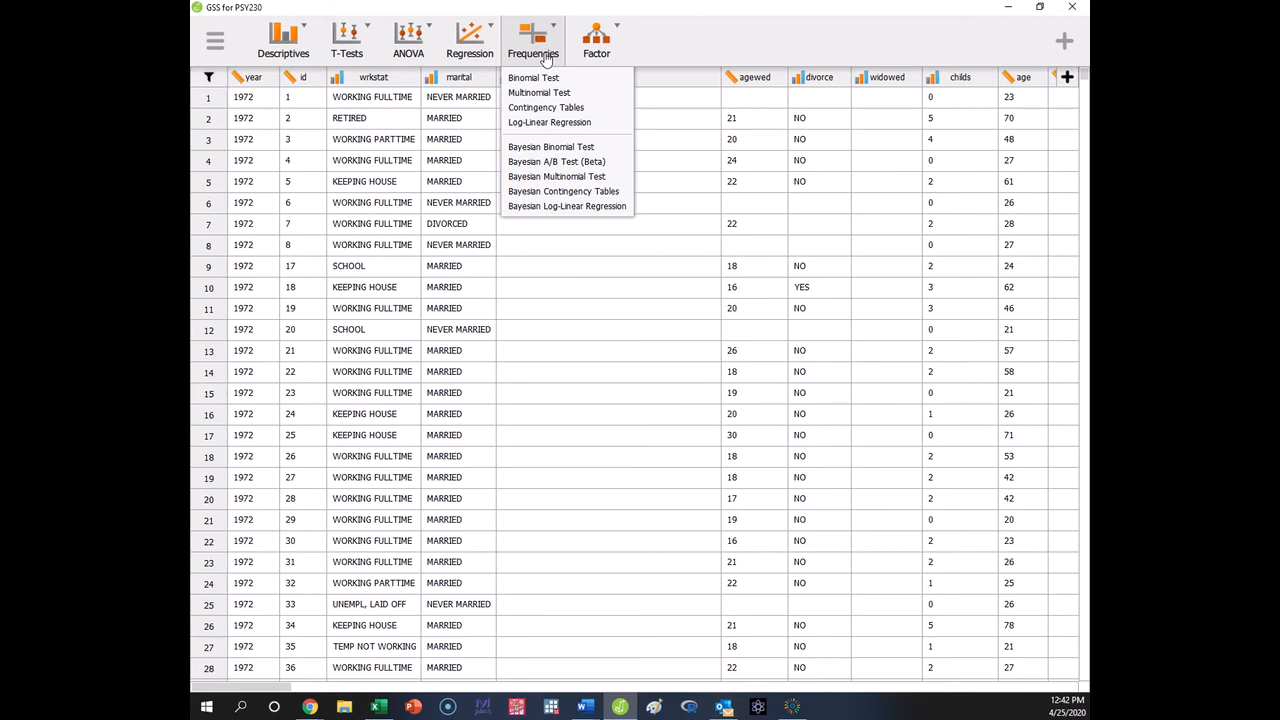 GSS for PSY230
Descriptives T-Tests ANOVA Regression Frequencies Factor
Binomial Test
Multinomial Test
Contingency Tables
Log-Linear Regression
Bayesian Binomial Test
Bayesian A/B Test (Beta)
Bayesian Multinomial Test
Bayesian Contingency Tables
Bayesian Log-Linear Regression
year id wrkstat marital agewed divorce widowed childs age
1 1972 1 WORKING FULLTIME NEVER MARRIED 0 23
2 1972 2 RETIRED MARRIED 21 NO 5 70
3 1972 3 WORKING PARTTIME MARRIED 20 NO 4 48
4 1972 4 WORKING FULLTIME MARRIED 24 NO 0 27
5 1972 5 KEEPING HOUSE MARRIED 22 NO 2 61
6 1972 6 WORKING FULLTIME NEVER MARRIED 0 26
7 1972 7 WORKING FULLTIME DIVORCED 22 2 28
8 1972 8 WORKING FULLTIME NEVER MARRIED 0 27
9 1972 17 SCHOOL MARRIED 18 NO 2 24
10 1972 18 KEEPING HOUSE MARRIED 16 YES 3 62
11 1972 19 WORKING FULLTIME MARRIED 20 NO 3 46
12 1972 20 SCHOOL NEVER MARRIED 0 21
13 1972 21 WORKING FULLTIME MARRIED 26 NO 2 57
14 1972 22 WORKING FULLTIME MARRIED 18 NO 2 58
15 1972 23 WORKING FULLTIME MARRIED 19 NO 0 21
16 1972 24 KEEPING HOUSE MARRIED 20 NO 1 26
17 1972 25 KEEPING HOUSE MARRIED 30 NO 0 71
18 1972 26 WORKING FULLTIME MARRIED 18 NO 2 53
19 1972 27 WORKING FULLTIME MARRIED 18 NO 2 42
20 1972 28 WORKING FULLTIME MARRIED 17 NO 2 42
21 1972 29 WORKING FULLTIME MARRIED 19 NO 0 20
22 1972 30 WORKING FULLTIME MARRIED 16 NO 2 23
23 1972 31 WORKING FULLTIME MARRIED 21 NO 2 26
24 1972 32 WORKING PARTTIME MARRIED 22 NO 1 25
25 1972 33 UNEMPL, LAID OFF NEVER MARRIED 0 26
26 1972 34 KEEPING HOUSE MARRIED 21 NO 5 78
27 1972 35 TEMP NOT WORKING MARRIED 18 NO 1 21
28 1972 36 WORKING FULLTIME MARRIED 22 NO 2 27
12:42 PM
4/25/2020